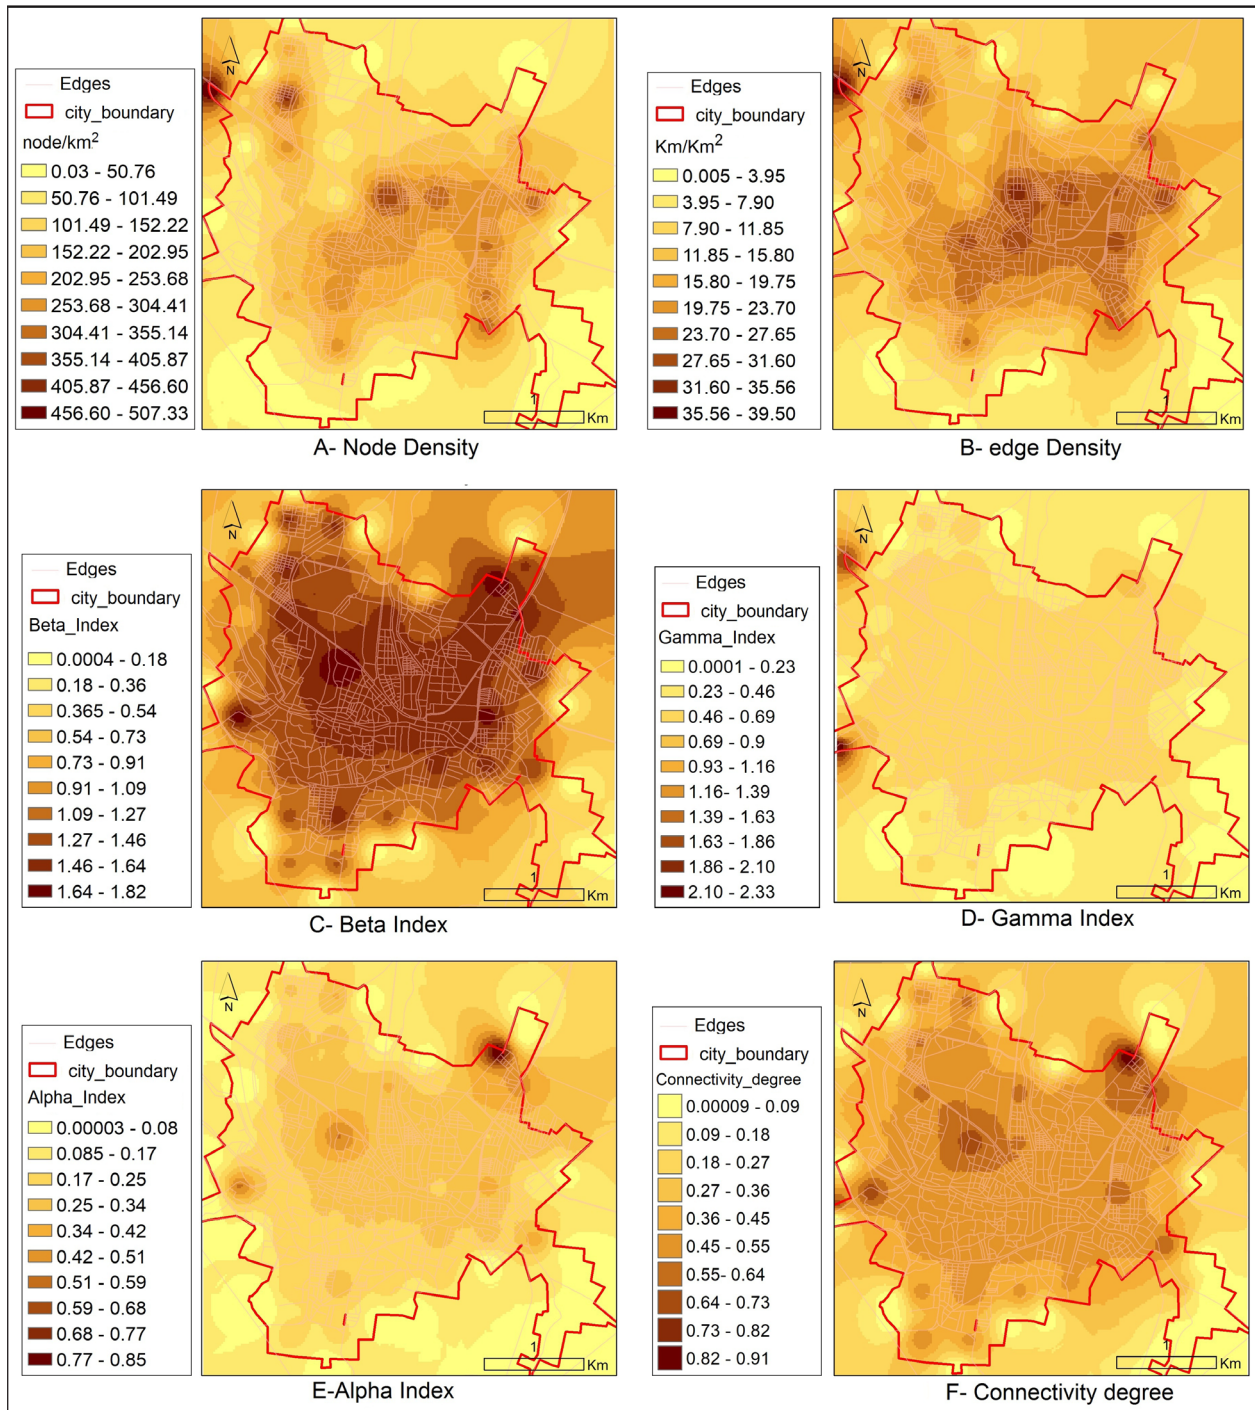 N
Edges
city_boundary
node/km²
0.03 - 50.76
50.76 - 101.49
101.49 - 152.22
152.22 - 202.95
202.95 - 253.68
253.68 - 304.41
304.41 - 355.14
355.14 - 405.87
405.87 - 456.60
456.60 - 507.33
1
Km
A- Node Density
N
Edges
city_boundary
Km/Km²
0.005 - 3.95
3.95 - 7.90
7.90 - 11.85
11.85 - 15.80
15.80 - 19.75
19.75 - 23.70
23.70 - 27.65
27.65 - 31.60
31.60 - 35.56
35.56 - 39.50
1
Km
B- edge Density
N
Edges
city_boundary
Beta_Index
0.0004 - 0.18
0.18 - 0.36
0.365 - 0.54
0.54 - 0.73
0.73 - 0.91
0.91 - 1.09
1.09 - 1.27
1.27 - 1.46
1.46 - 1.64
1.64 - 1.82
1
Km
C- Beta Index
N
Edges
city_boundary
Gamma_Index
0.0001 - 0.23
0.23 - 0.46
0.46 - 0.69
0.69 - 0.9
0.93 - 1.16
1.16- 1.39
1.39 - 1.63
1.63 - 1.86
1.86 - 2.10
2.10 - 2.33
1
Km
D- Gamma Index
N
Edges
city_boundary
Alpha_Index
0.00003 - 0.08
0.085 - 0.17
0.17 - 0.25
0.25 - 0.34
0.34 - 0.42
0.42 - 0.51
0.51 - 0.59
0.59 - 0.68
0.68 - 0.77
0.77 - 0.85
1
Km
E-Alpha Index
N
Edges
city_boundary
Connectivity_degree
0.00009 - 0.09
0.09 - 0.18
0.18 - 0.27
0.27 - 0.36
0.36 - 0.45
0.45 - 0.55
0.55- 0.64
0.64 - 0.73
0.73 - 0.82
0.82 - 0.91
1
Km
F- Connectivity degree